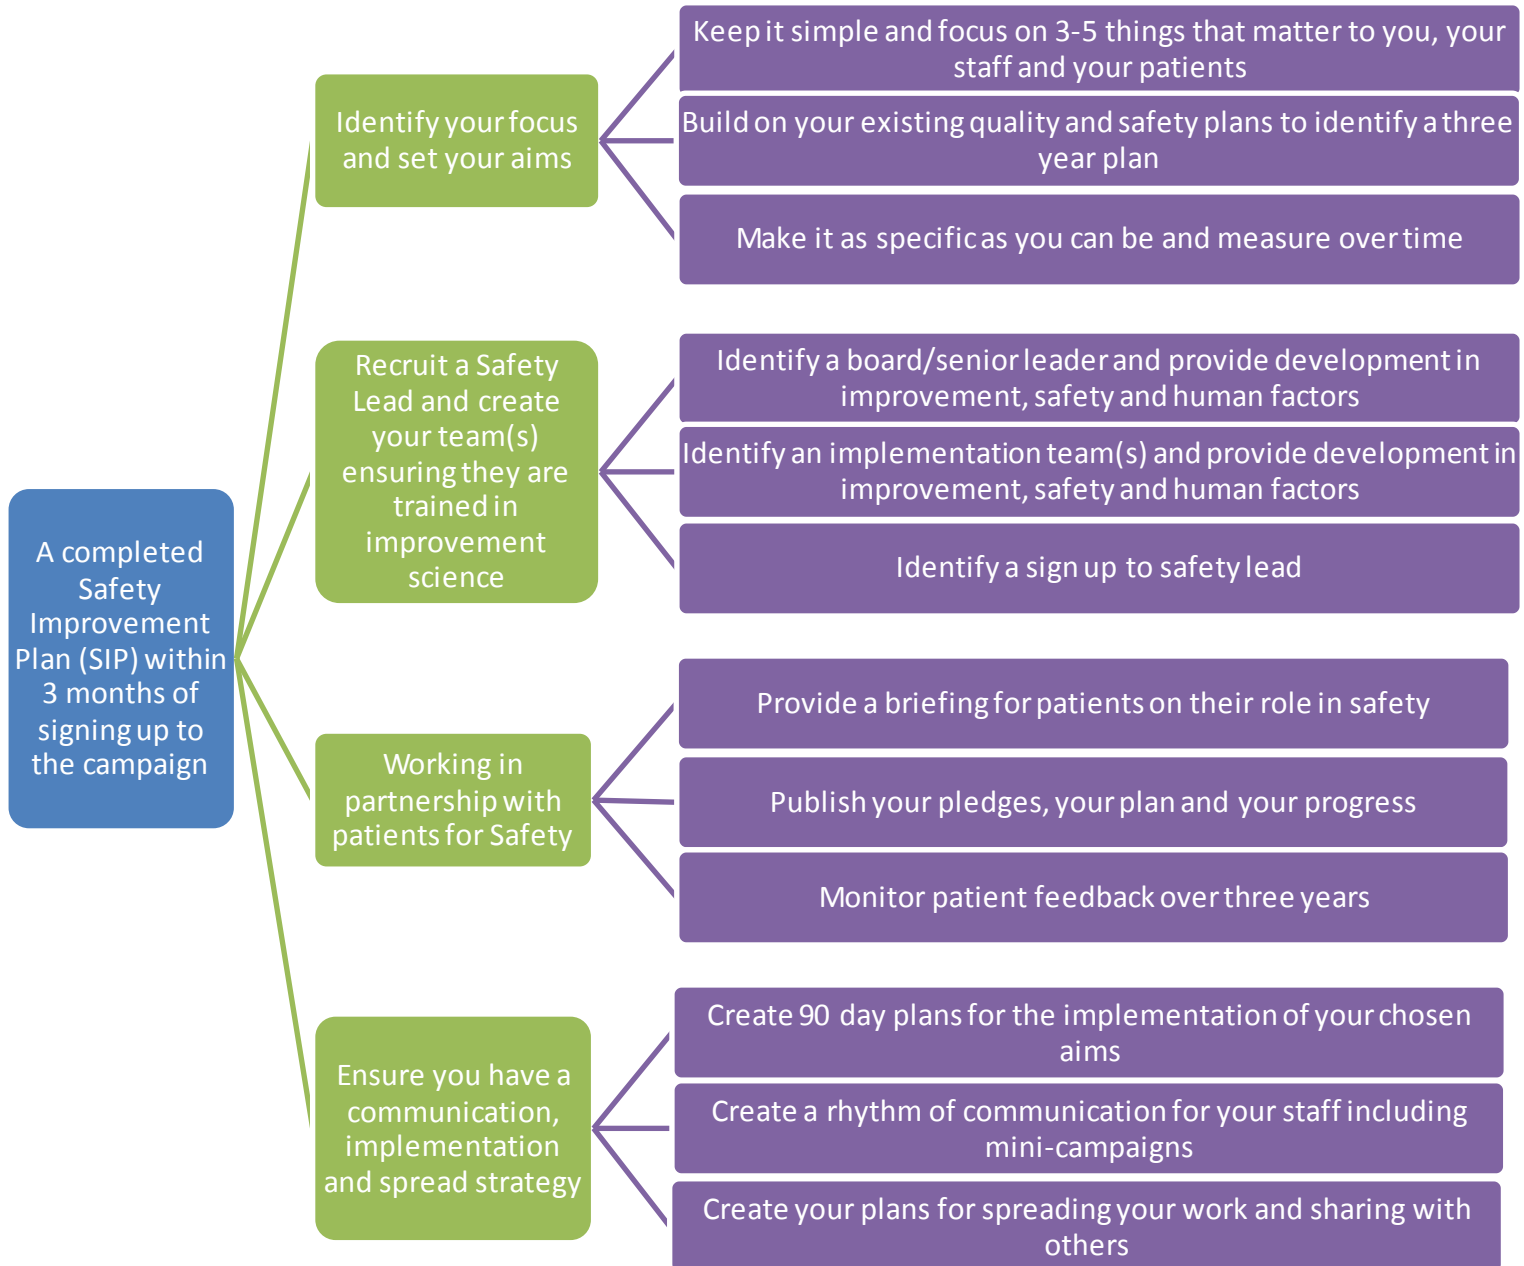 A completed
Safety
Improvement
Plan (SIP) within
3 months of
signing up to
the campaign
Identify your focus
and set your aims
Keep it simple and focus on 3-5 things that matter to you, your
staff and your patients
Build on your existing quality and safety plans to identify a three
year plan
Make it as specific as you can be and measure over time
Recruit a Safety
Lead and create
your team(s)
ensuring they are
trained in
improvement
science
Identify a board/senior leader and provide development in
improvement, safety and human factors
Identify an implementation team(s) and provide development in
improvement, safety and human factors
Identify a sign up to safety lead
Working in
partnership with
patients for Safety
Provide a briefing for patients on their role in safety
Publish your pledges, your plan and your progress
Monitor patient feedback over three years
Ensure you have a
communication,
implementation
and spread strategy
Create 90 day plans for the implementation of your chosen
aims
Create a rhythm of communication for your staff including
mini-campaigns
Create your plans for spreading your work and sharing with
others